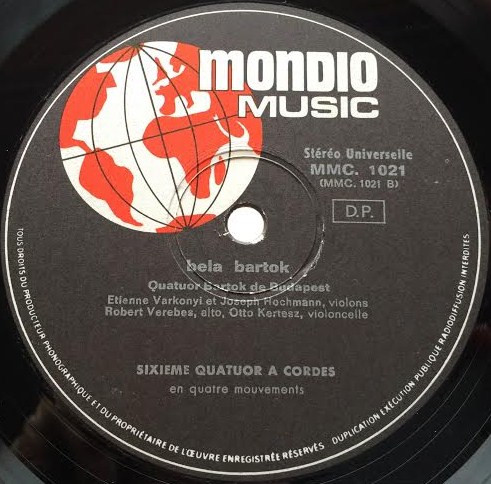 MONDIO
MUSIC
Stéréo Universelle
MMC. 1021
(MMC. 1021 B)
D.P.
bela bartok
Quatuor Bartok de Budapest
Etienne Varkonyi et Joseph Hochmann, violons
Robert Verebes, alto, Otto Kertesz, violoncelle
SIXIEME QUATUOR A CORDES
en quatre mouvements
TOUS DROITS DU PRODUCTEUR PHONOGRAPHIQUE ET DU PROPRIÉTAIRE DE L'ŒUVRE ENREGISTRÉE RÉSERVÉS DUPLICATION EXÉCUTION PUBLIQUE RADIODIFFUSION INTERDITES